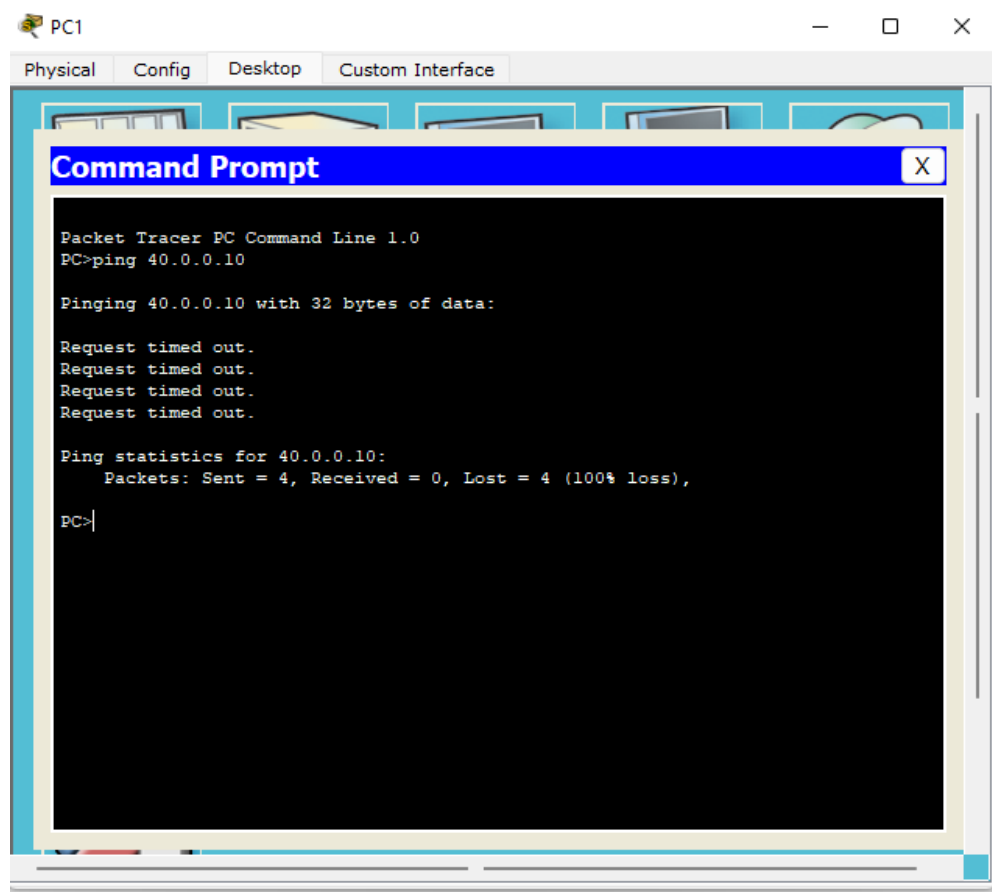 PC1
Physical Config Desktop Custom Interface
Command Prompt
X
Packet Tracer PC Command Line 1.0
PC>ping 40.0.0.10
Pinging 40.0.0.10 with 32 bytes of data:
Request timed out.
Request timed out.
Request timed out.
Request timed out.
Ping statistics for 40.0.0.10:
Packets: Sent = 4, Received = 0, Lost = 4 (100% loss),
PC>